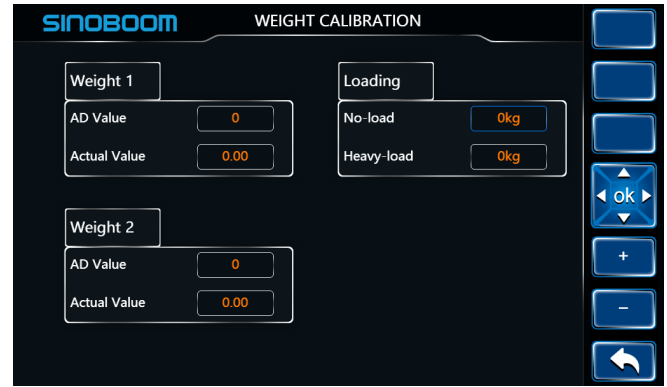 SINOBOOM
WEIGHT CALIBRATION
Weight 1
AD Value 0
Actual Value 0.00
Loading
No-load 0kg
Heavy-load 0kg
Weight 2
AD Value 0
Actual Value 0.00
ok
+
−